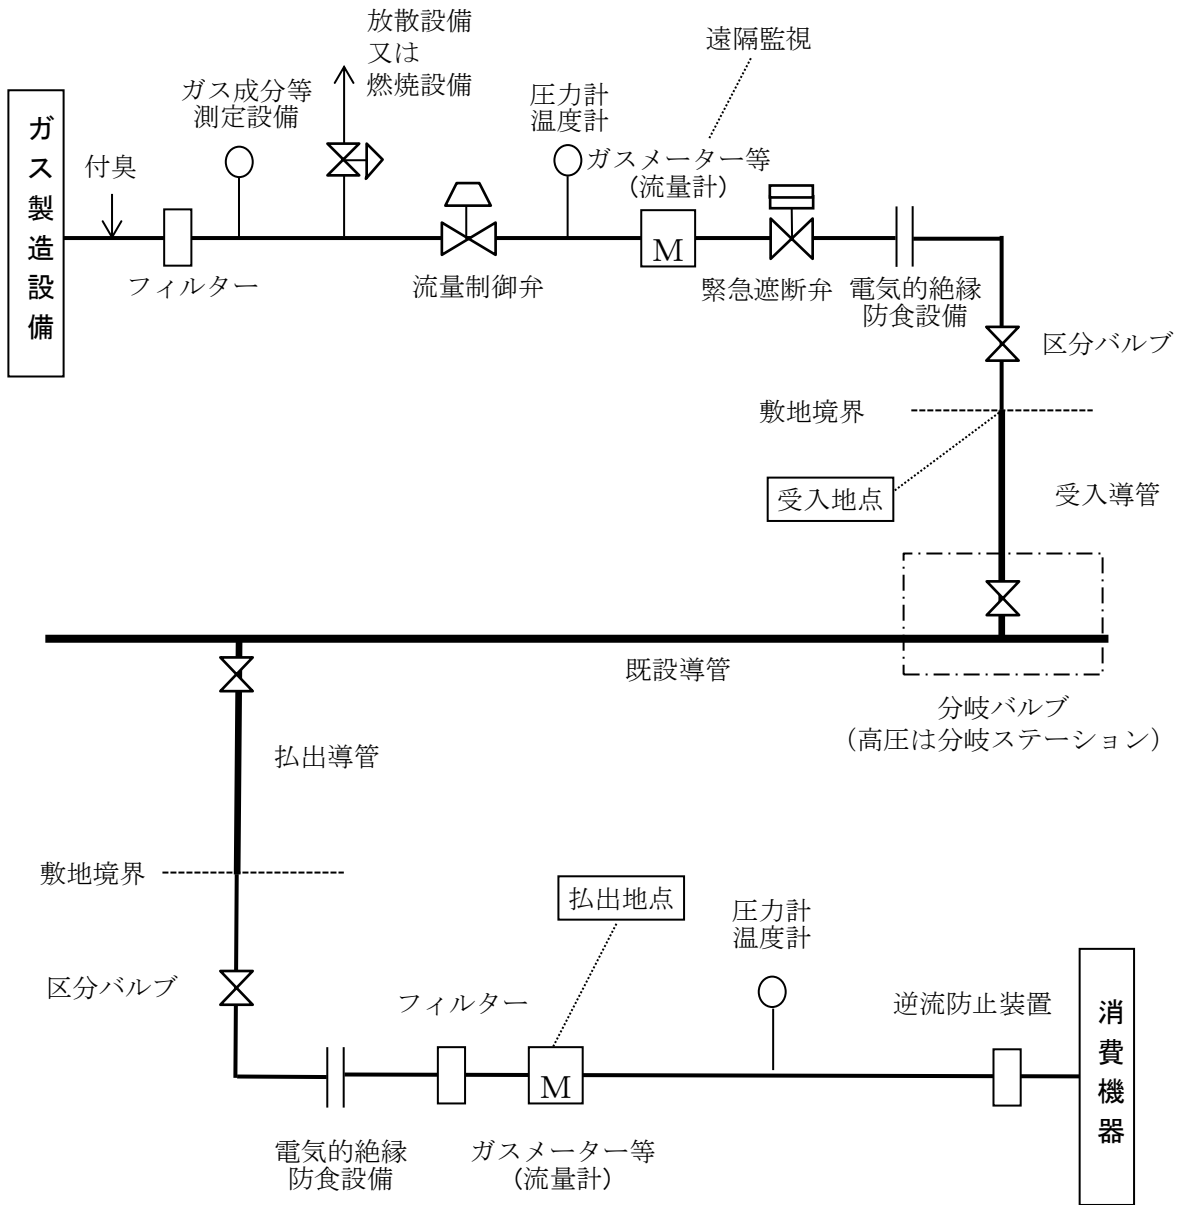 放散設備
又は
燃焼設備
遠隔監視
ガス成分等
測定設備
圧力計
温度計
ガス製造設備
付臭
ガスメーター等
(流量計)
M
フィルター
流量制御弁
緊急遮断弁
電気的絶縁
防食設備
区分バルブ
敷地境界
受入地点
受入導管
既設導管
分岐バルブ
（高圧は分岐ステーション）
払出導管
敷地境界
払出地点
圧力計
温度計
区分バルブ
フィルター
逆流防止装置
消費機器
M
電気的絶縁
防食設備
ガスメーター等
(流量計)